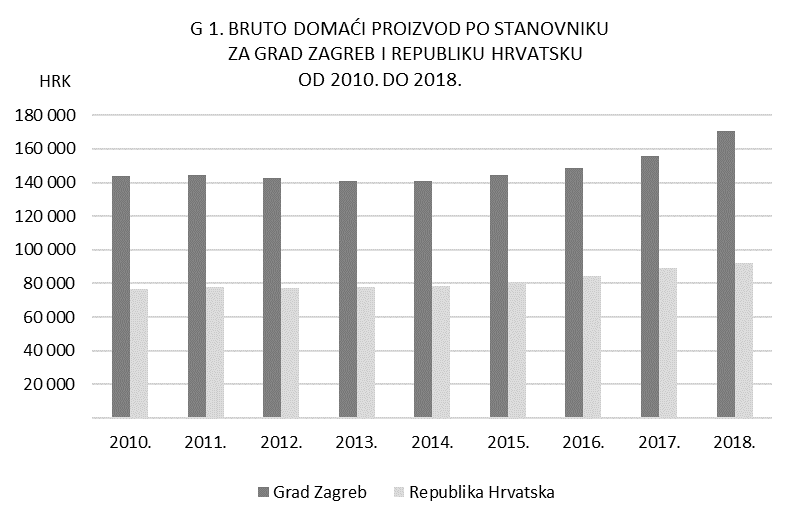 G 1. BRUTO DOMAĆI PROIZVOD PO STANOVNIKU
ZA GRAD ZAGREB I REPUBLIKU HRVATSKU
OD 2010. DO 2018.
HRK
180 000
160 000
140 000
120 000
100 000
80 000
60 000
40 000
20 000
2010. 2011. 2012. 2013. 2014. 2015. 2016. 2017. 2018.
Grad Zagreb Republika Hrvatska